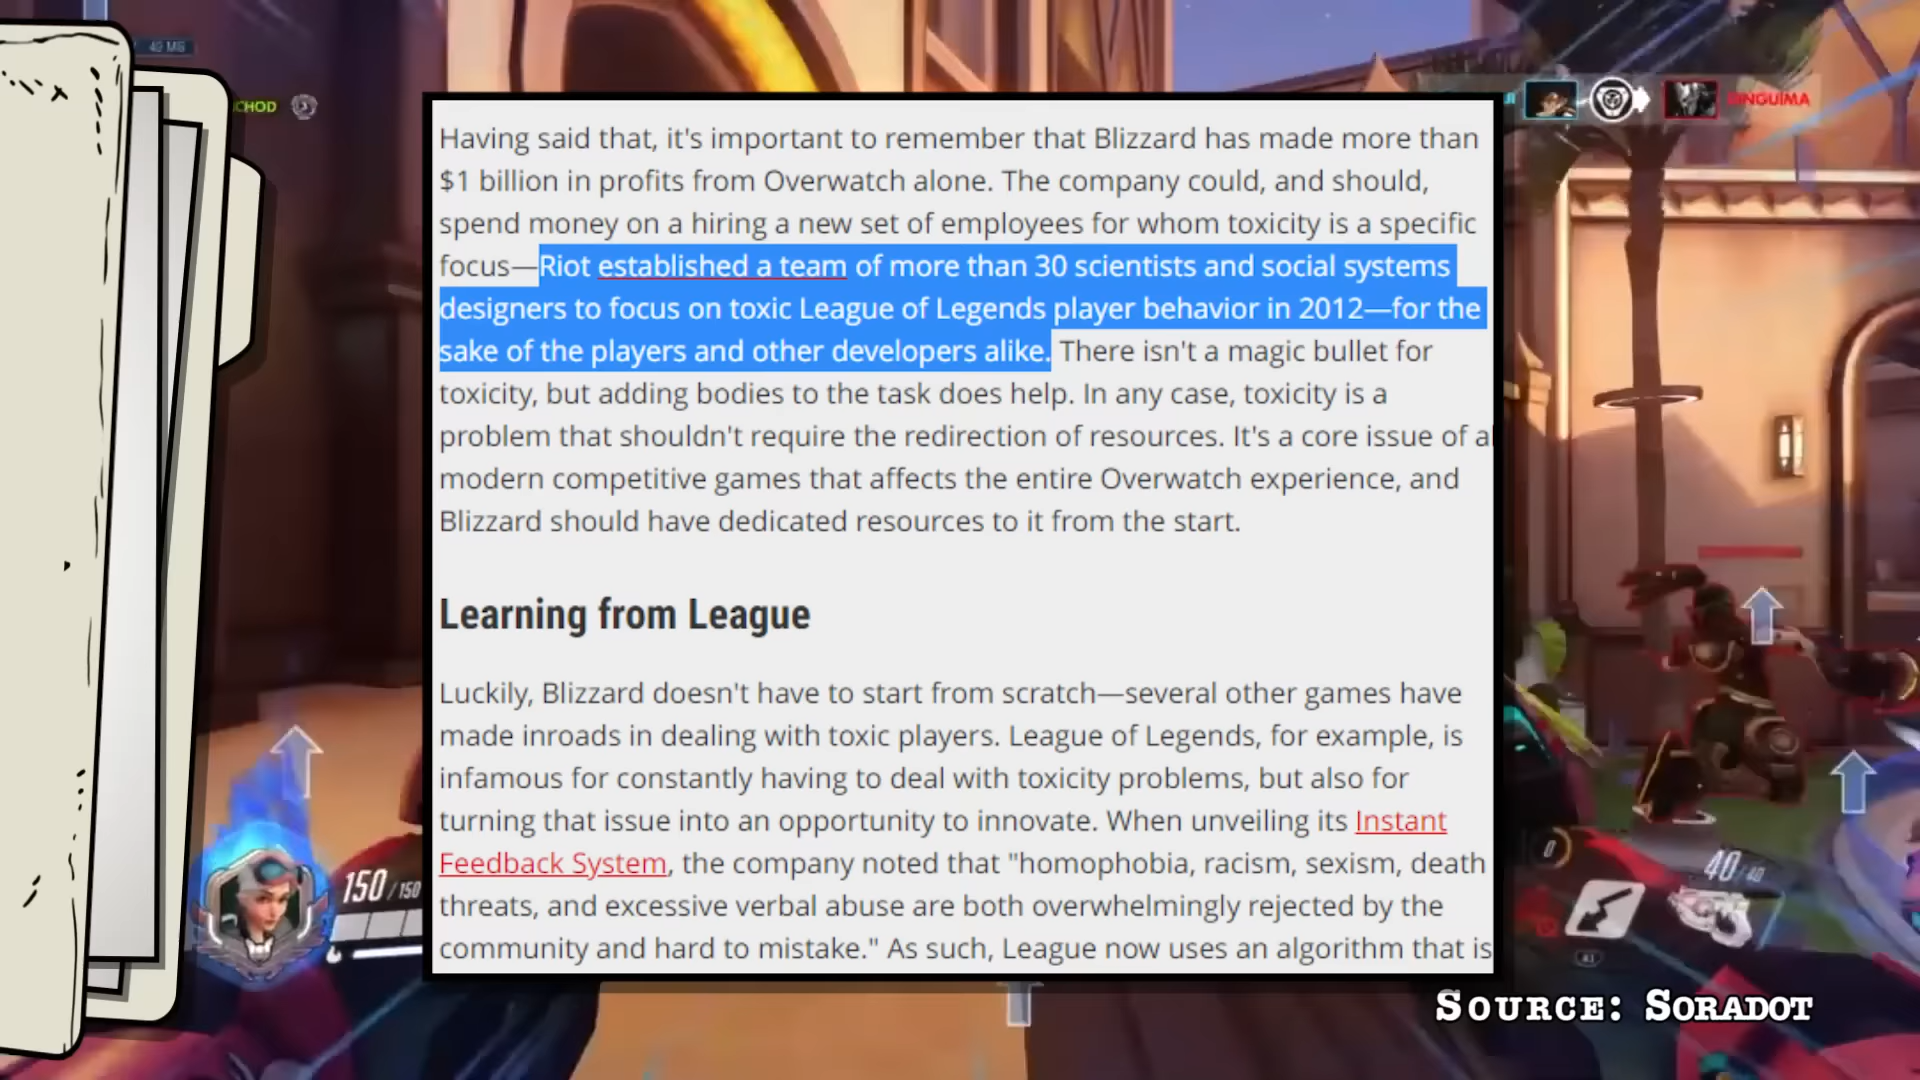 40 MS
CHOD
DINGUIMA
Having said that, it's important to remember that Blizzard has made more than
$1 billion in profits from Overwatch alone. The company could, and should,
spend money on a hiring a new set of employees for whom toxicity is a specific
focus—Riot established a team of more than 30 scientists and social systems
designers to focus on toxic League of Legends player behavior in 2012—for the
sake of the players and other developers alike. There isn't a magic bullet for
toxicity, but adding bodies to the task does help. In any case, toxicity is a
problem that shouldn't require the redirection of resources. It's a core issue of al
modern competitive games that affects the entire Overwatch experience, and
Blizzard should have dedicated resources to it from the start.
Learning from League
Luckily, Blizzard doesn't have to start from scratch—several other games have
made inroads in dealing with toxic players. League of Legends, for example, is
infamous for constantly having to deal with toxicity problems, but also for
turning that issue into an opportunity to innovate. When unveiling its Instant
Feedback System, the company noted that "homophobia, racism, sexism, death
threats, and excessive verbal abuse are both overwhelmingly rejected by the
community and hard to mistake." As such, League now uses an algorithm that is
150/150
0
40/40
Source: Soradot